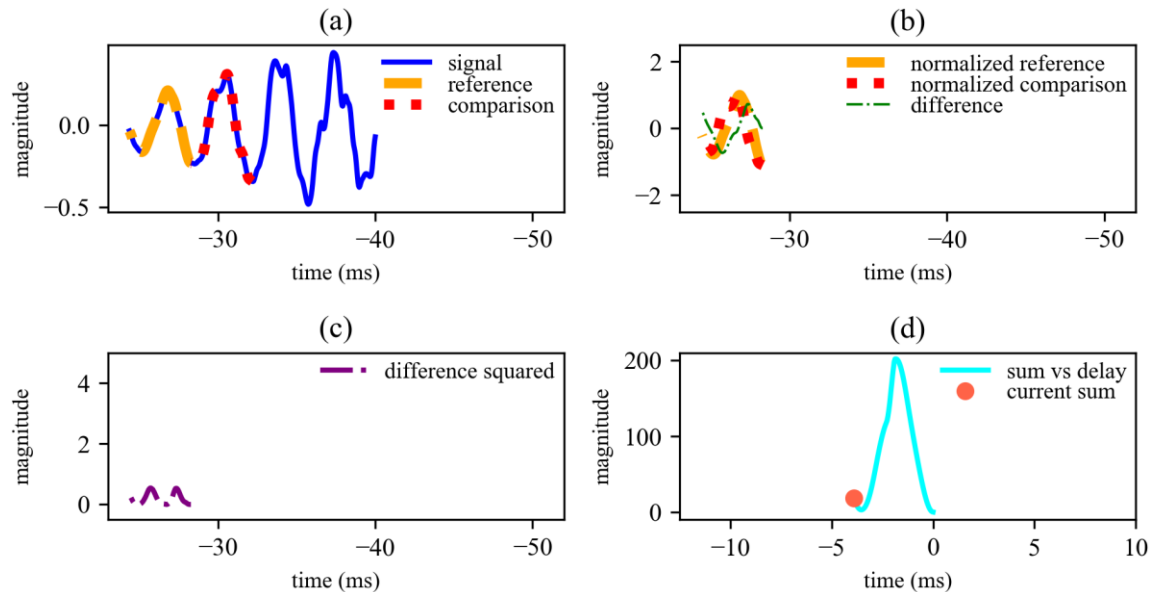 (a)
magnitude
0.0
−0.5
signal
reference
comparison
−30
−40
−50
time (ms)
(b)
magnitude
2
0
−2
normalized reference
normalized comparison
difference
−30
−40
−50
time (ms)
(c)
magnitude
4
2
0
difference squared
−30
−40
−50
time (ms)
(d)
magnitude
200
100
0
sum vs delay
current sum
−10
−5
0
5
10
time (ms)